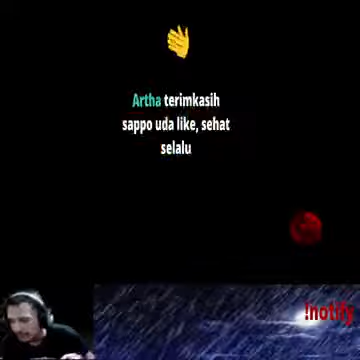 Artha terimkasih
sappo uda like, sehat
selalu
!notify